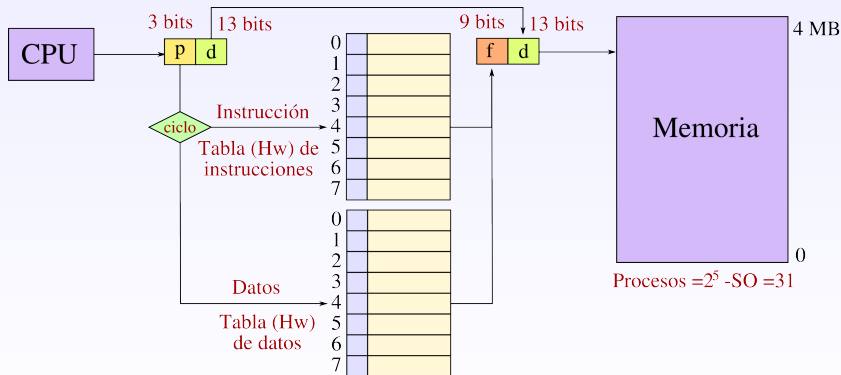 3 bits
13 bits
9 bits
13 bits
4 MB
CPU
p
d
f
d
Memoria
ciclo
Instrucción
Tabla (Hw) de
instrucciones
0
1
2
3
4
5
6
7
Datos
Tabla (Hw)
de datos
0
1
2
3
4
5
6
7
0
Procesos =2⁵ -SO =31